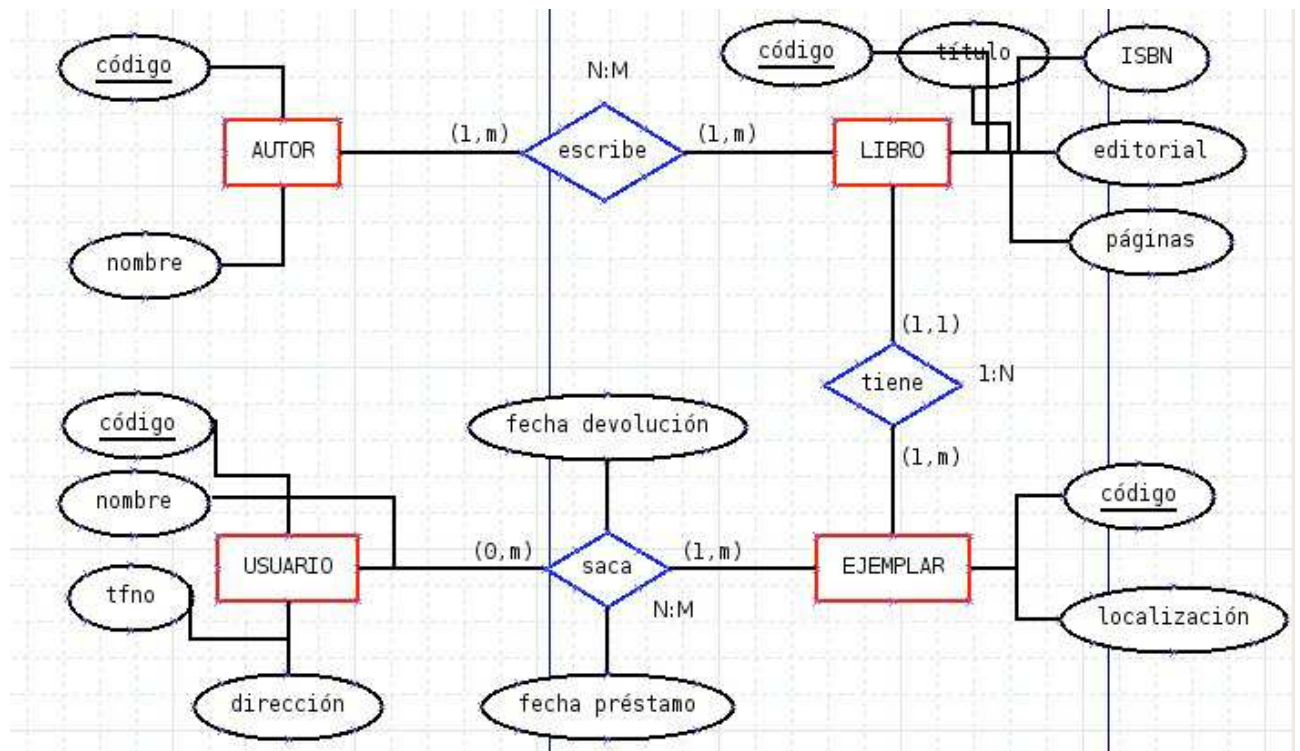 código
código
título
ISBN
N:M
AUTOR
(1,m)
escribe
(1,m)
LIBRO
editorial
nombre
páginas
(1,1)
tiene
1:N
código
fecha devolución
(1,m)
nombre
código
USUARIO
(0,m)
saca
(1,m)
EJEMPLAR
tfno
N:M
localización
dirección
fecha préstamo